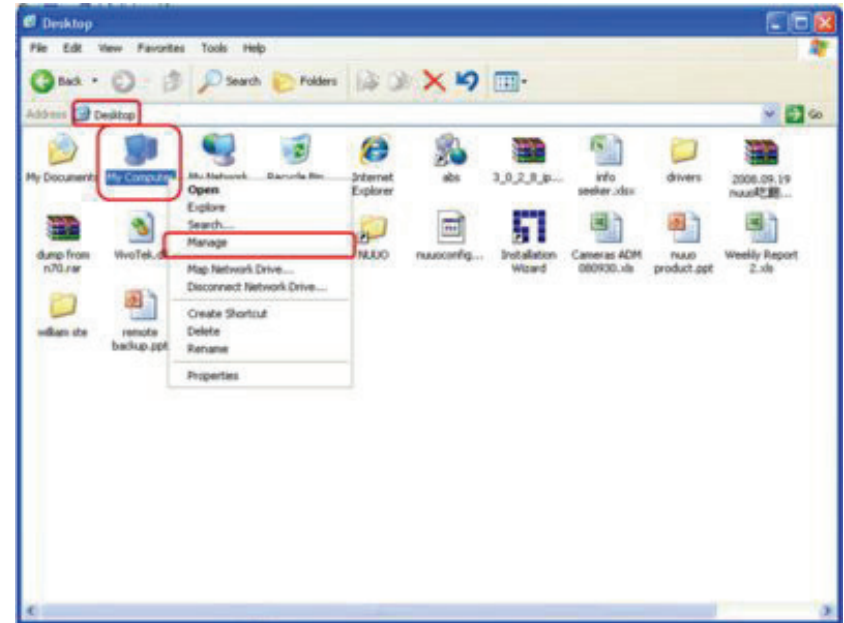 Desktop
File Edit View Favorites Tools Help
Back Search Folders
Address Desktop Go
My Documents My Computer My Network Recycle Bin Internet Explorer abs 3_0_2_8_ip... info seeker.xlsx drivers 2008.09.19
Open
Explore
Search...
Manage
Map Network Drive...
Disconnect Network Drive...
Create Shortcut
Delete
Rename
Properties
dump from n70.rar
VivoTek.d
NUUO
nuuoconfig...
Installation Wizard
Cameras ADM 080930.xls
nuuo product.ppt
Weekly Report 2.xls
william
remote backup.ppt